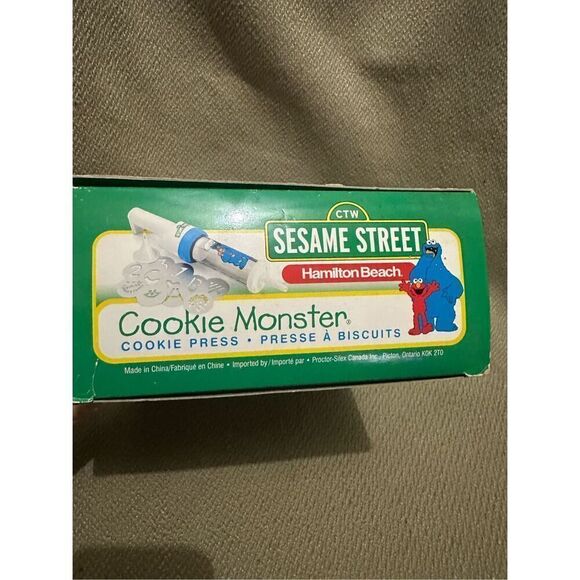 CTW
SESAME STREET
Hamilton Beach®
Cookie Monster®
COOKIE PRESS • PRESSE À BISCUITS
Made in China/Fabriqué en Chine • Imported by/Importé par • Proctor-Silex Canada Inc., Picton, Ontario K0K 2T0